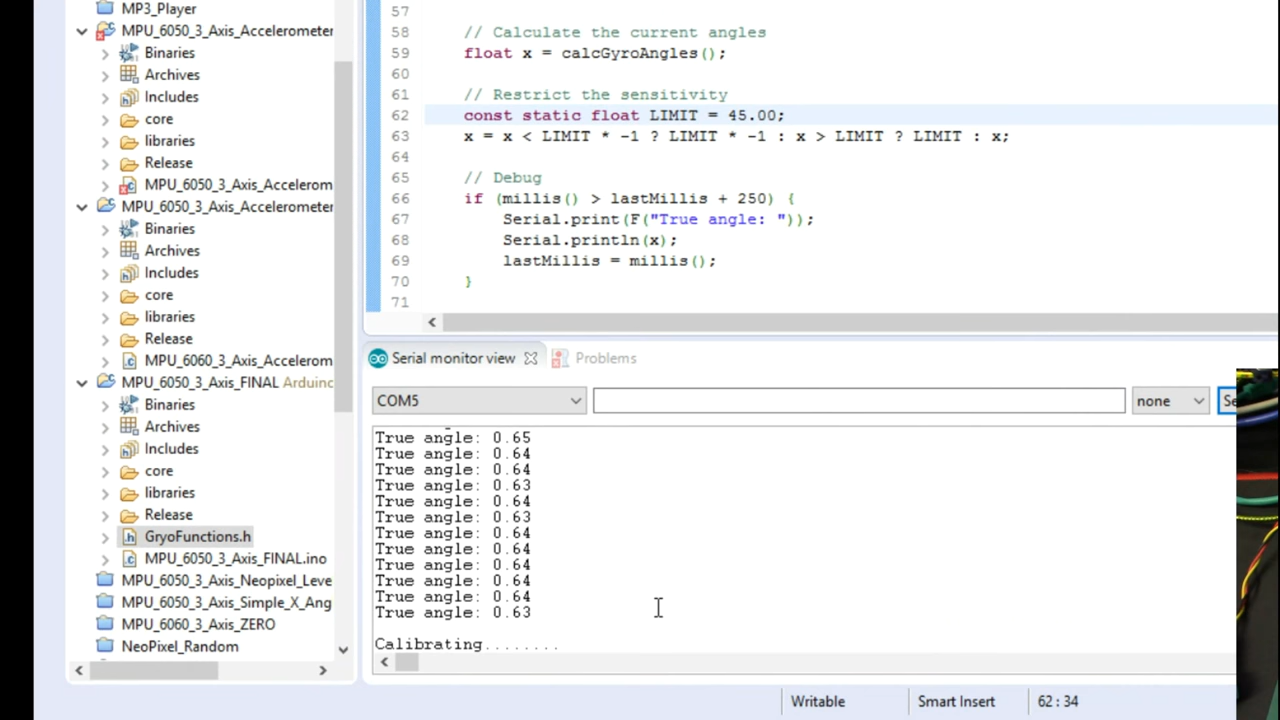 MP3_Player
MPU_6050_3_Axis_Accelerometer
Binaries
Archives
Includes
core
libraries
Release
MPU_6050_3_Axis_Accelerom
MPU_6050_3_Axis_Accelerometer
Binaries
Archives
Includes
core
libraries
Release
MPU_6060_3_Axis_Accelerom
MPU_6050_3_Axis_FINAL Arduino
Binaries
Archives
Includes
core
libraries
Release
GryoFunctions.h
MPU_6050_3_Axis_FINAL.ino
MPU_6050_3_Axis_Neopixel_Leve
MPU_6050_3_Axis_Simple_X_Ang
MPU_6060_3_Axis_ZERO
NeoPixel_Random
57
58 // Calculate the current angles
59 float x = calcGyroAngles();
60
61 // Restrict the sensitivity
62 const static float LIMIT = 45.00;
63 x = x < LIMIT * -1 ? LIMIT * -1 : x > LIMIT ? LIMIT : x;
64
65 // Debug
66 if (millis() > lastMillis + 250) {
67 Serial.print(F("True angle: "));
68 Serial.println(x);
69 lastMillis = millis();
70 }
71
Serial monitor view Problems
COM5 none Se
True angle: 0.65
True angle: 0.64
True angle: 0.64
True angle: 0.63
True angle: 0.64
True angle: 0.63
True angle: 0.64
True angle: 0.64
True angle: 0.64
True angle: 0.64
True angle: 0.64
True angle: 0.63
Calibrating........
Writable Smart Insert 62 : 34